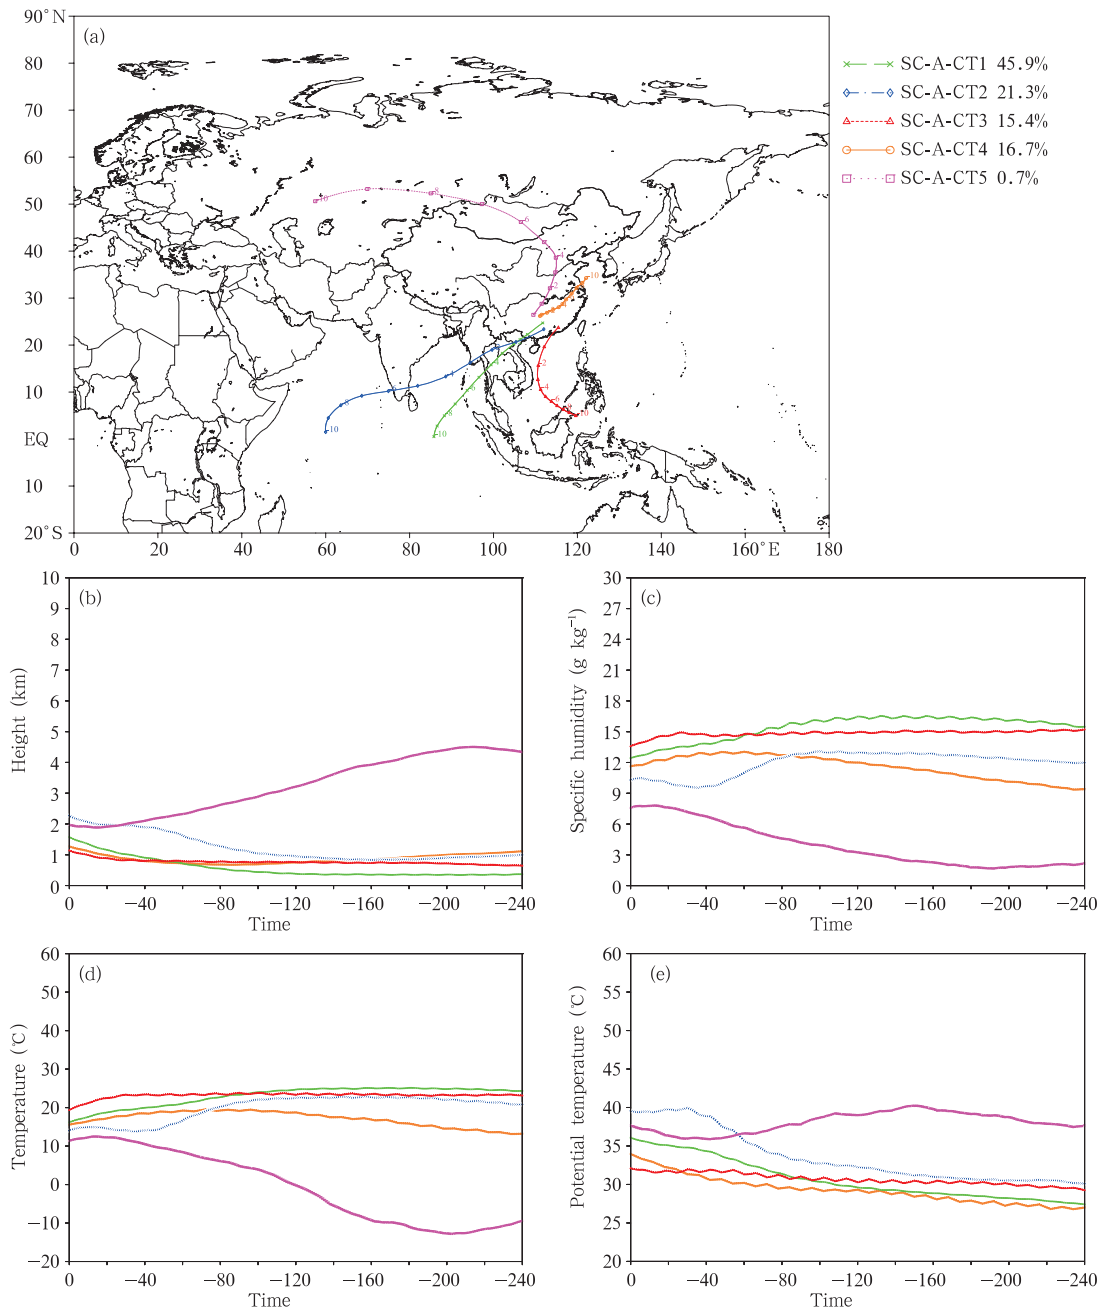 90°N
80
70
60
50
40
30
20
10
EQ
10
20°S
(a)
0 20 40 60 80 100 120 140 160°E 180
SC-A-CT1 45.9%
SC-A-CT2 21.3%
SC-A-CT3 15.4%
SC-A-CT4 16.7%
SC-A-CT5 0.7%
(b)
Height (km)
10
9
8
7
6
5
4
3
2
1
0
0 −40 −80 −120 −160 −200 −240
Time
(c)
Specific humidity (g kg⁻¹)
30
27
24
21
18
15
12
9
6
3
0
0 −40 −80 −120 −160 −200 −240
Time
(d)
Temperature (℃)
60
50
40
30
20
10
0
−10
−20
0 −40 −80 −120 −160 −200 −240
Time
(e)
Potential temperature (℃)
60
55
50
45
40
35
30
25
20
0 −40 −80 −120 −160 −200 −240
Time